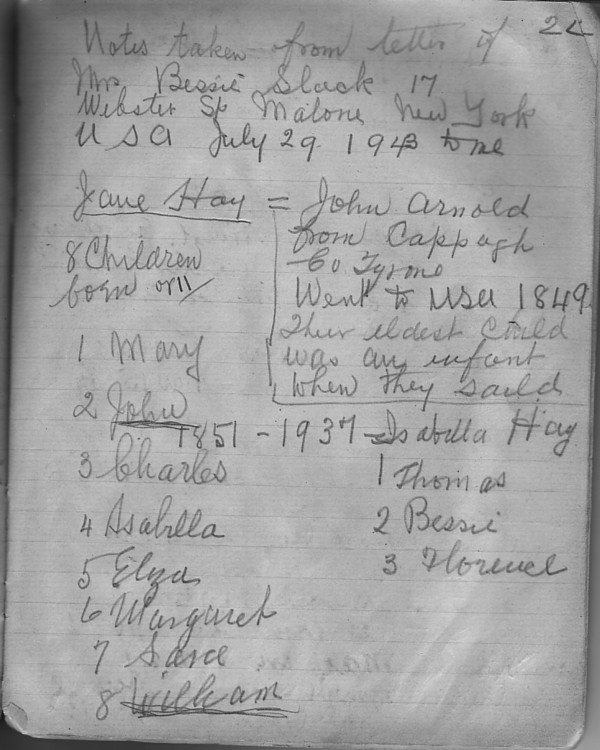 24
Notes taken from letter of
Mrs Bessie Slack 17
Webster St Malone New York
USA July 29 1943 to me
Jane Hay = John Arnold
from Cappagh
Co Tyrone
Went to USA 1849
Their eldest Child
was an infant
when they saild
8 Children
born
1 Mary
2 John
1851 - 1937 = Isabella Hay
3 Charles
1 Thomas
4 Isabella
2 Bessie
5 Eliza
3 Florence
6 Margaret
7
8 William